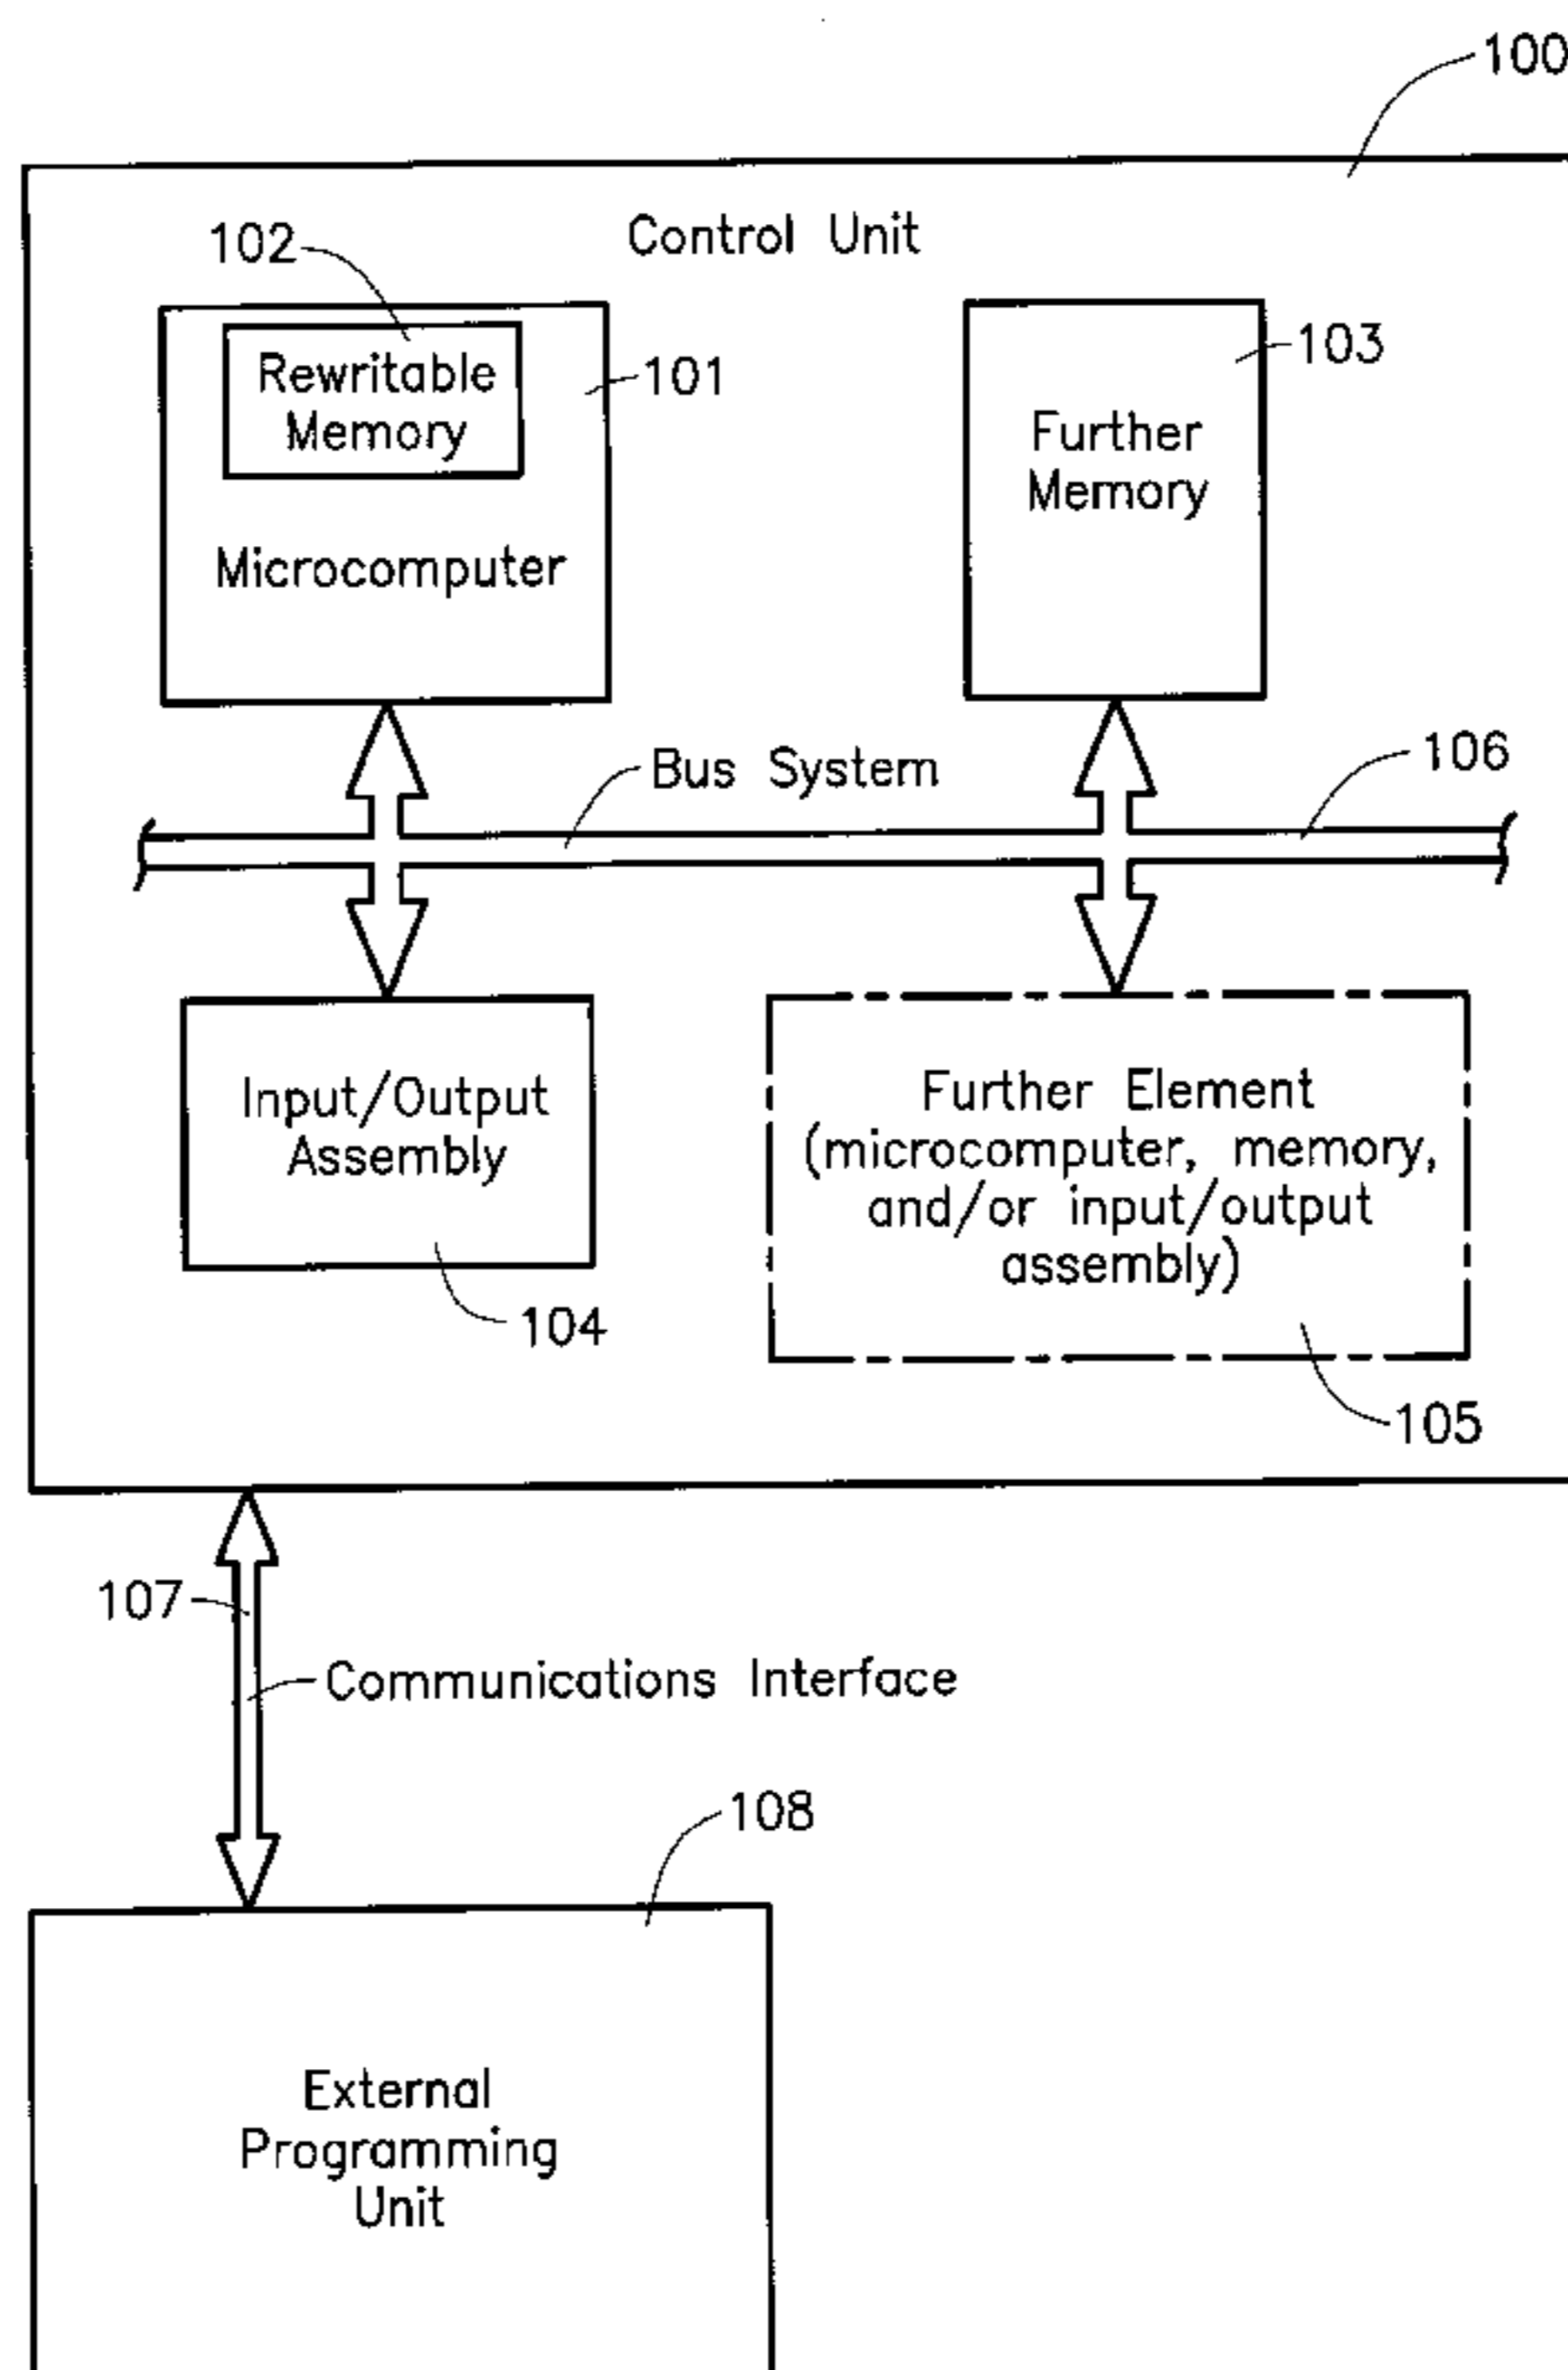 100
Control Unit
102
Rewritable
Memory
101
Microcomputer
103
Further
Memory
Bus System
106
Input/Output
Assembly
104
Further Element
(microcomputer, memory,
and/or input/output
assembly)
105
107
Communications Interface
108
External
Programming
Unit